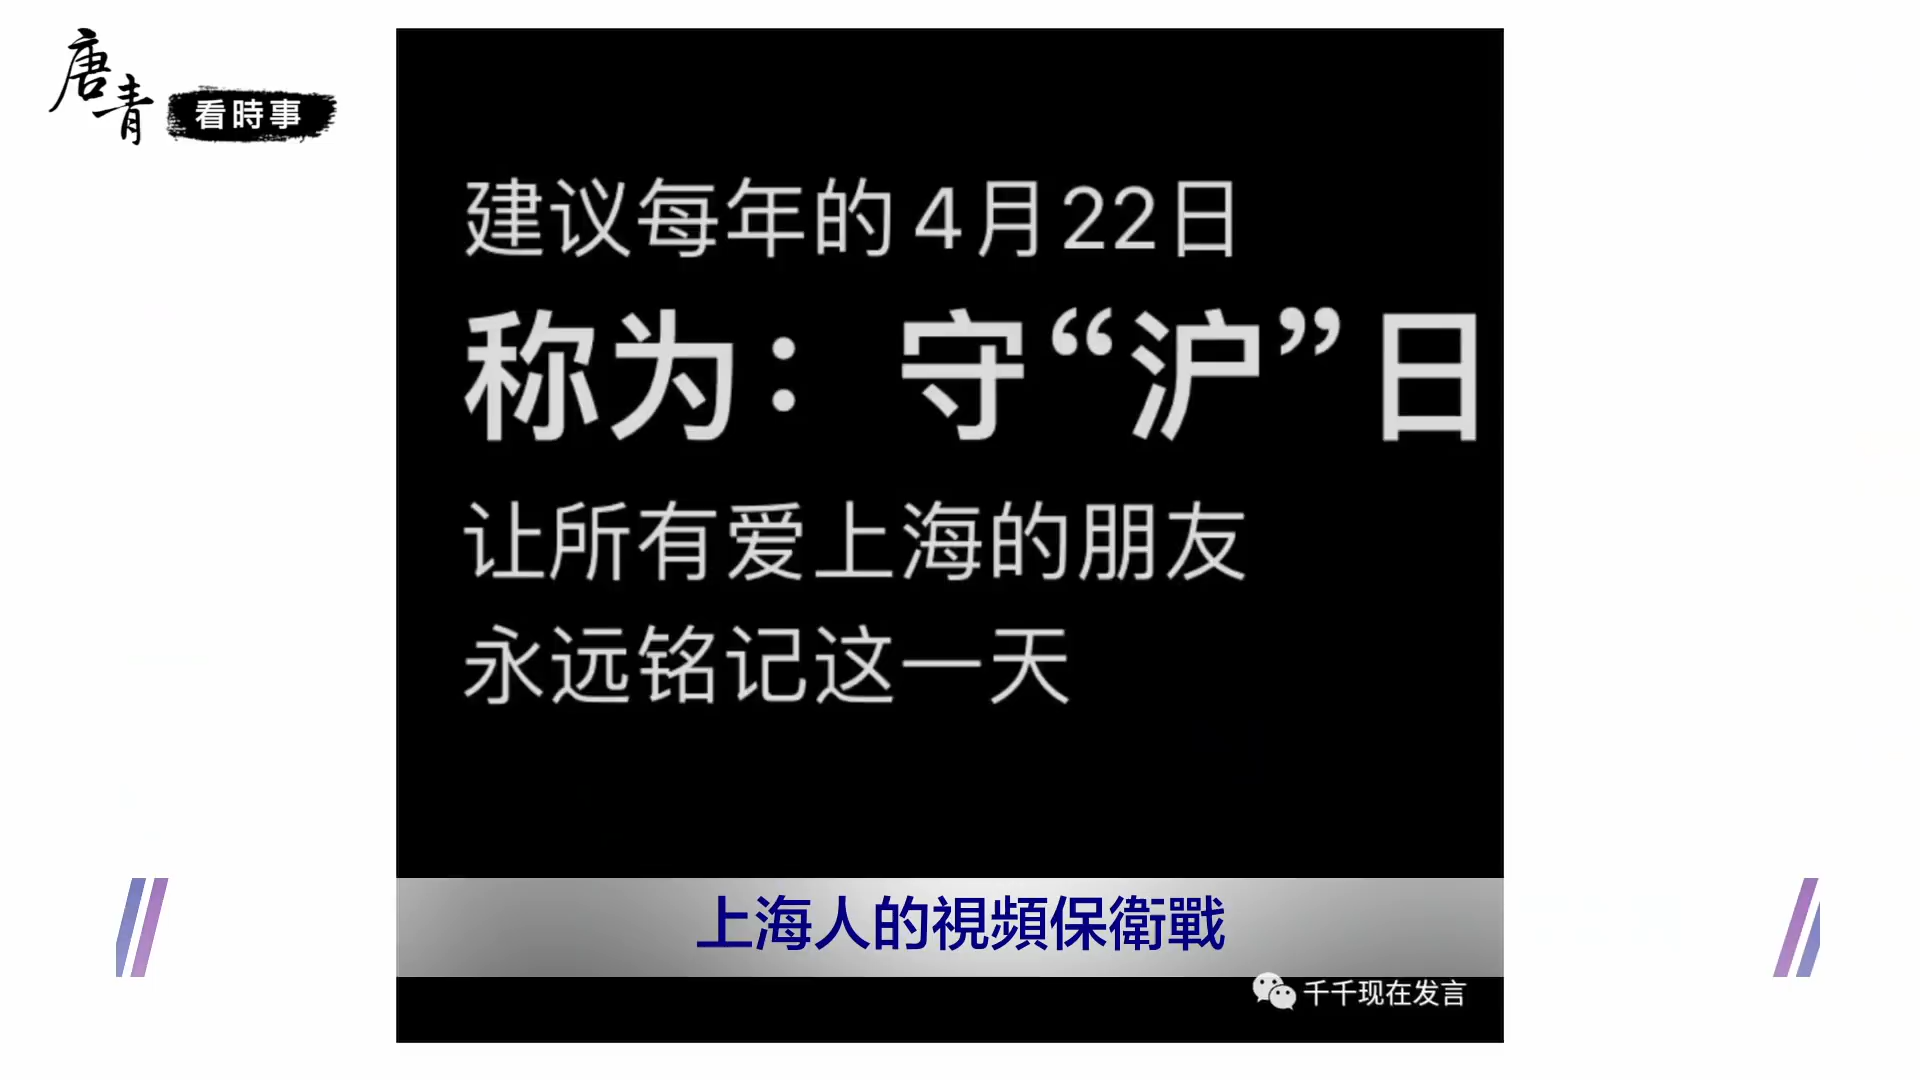 唐青
看時事
建议每年的4月22日
称为：守“沪”日
让所有爱上海的朋友
永远铭记这一天
上海人的視頻保衛戰
千千现在发言